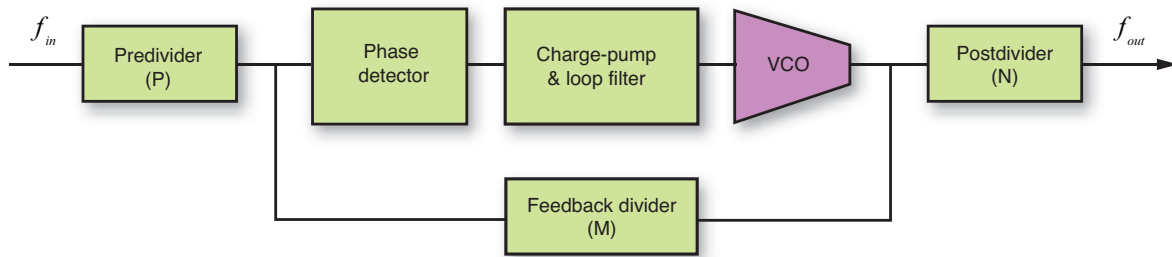 f_in
Predivider
(P)
Phase
detector
Charge-pump
& loop filter
VCO
Postdivider
(N)
f_out
Feedback divider
(M)